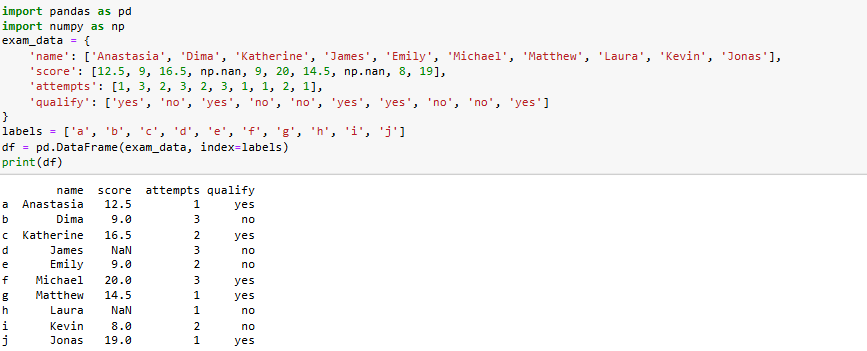 import pandas as pd
import numpy as np
exam_data = {
    'name': ['Anastasia', 'Dima', 'Katherine', 'James', 'Emily', 'Michael', 'Matthew', 'Laura', 'Kevin', 'Jonas'],
    'score': [12.5, 9, 16.5, np.nan, 9, 20, 14.5, np.nan, 8, 19],
    'attempts': [1, 3, 2, 3, 2, 3, 1, 1, 2, 1],
    'qualify': ['yes', 'no', 'yes', 'no', 'no', 'yes', 'yes', 'no', 'no', 'yes']
}
labels = ['a', 'b', 'c', 'd', 'e', 'f', 'g', 'h', 'i', 'j']
df = pd.DataFrame(exam_data, index=labels)
print(df)
        name  score  attempts qualify
a  Anastasia   12.5         1     yes
b       Dima    9.0         3      no
c  Katherine   16.5         2     yes
d      James    NaN         3      no
e      Emily    9.0         2      no
f    Michael   20.0         3     yes
g    Matthew   14.5         1     yes
h      Laura    NaN         1      no
i      Kevin    8.0         2      no
j      Jonas   19.0         1     yes